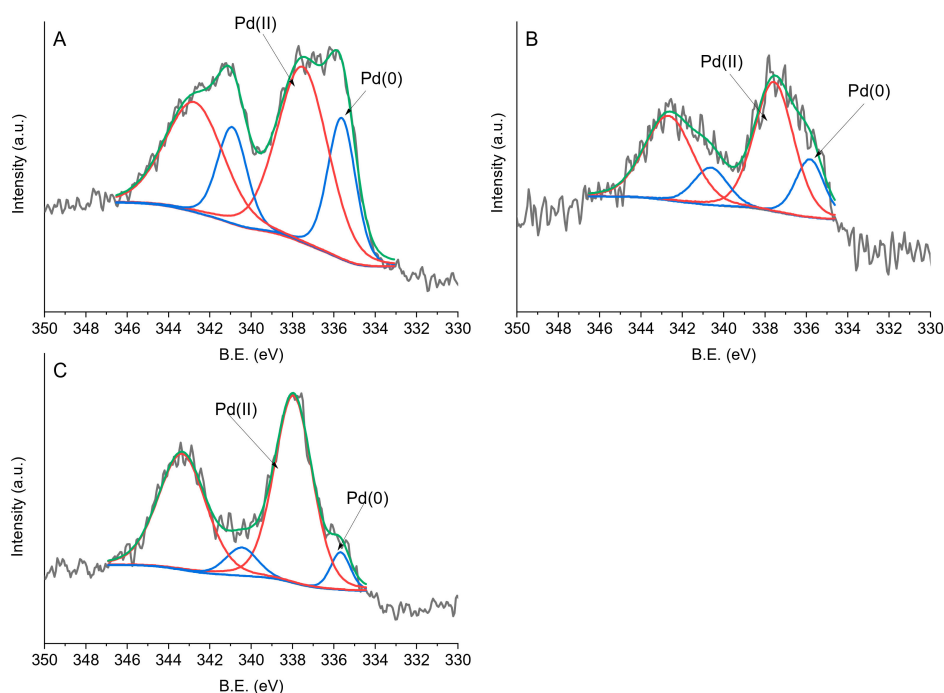 A
Pd(II)
Pd(0)
Intensity (a.u.)
350 348 346 344 342 340 338 336 334 332 330
B.E. (eV)
B
Pd(II)
Pd(0)
Intensity (a.u.)
350 348 346 344 342 340 338 336 334 332 330
B.E. (eV)
C
Pd(II)
Pd(0)
Intensity (a.u.)
350 348 346 344 342 340 338 336 334 332 330
B.E. (eV)